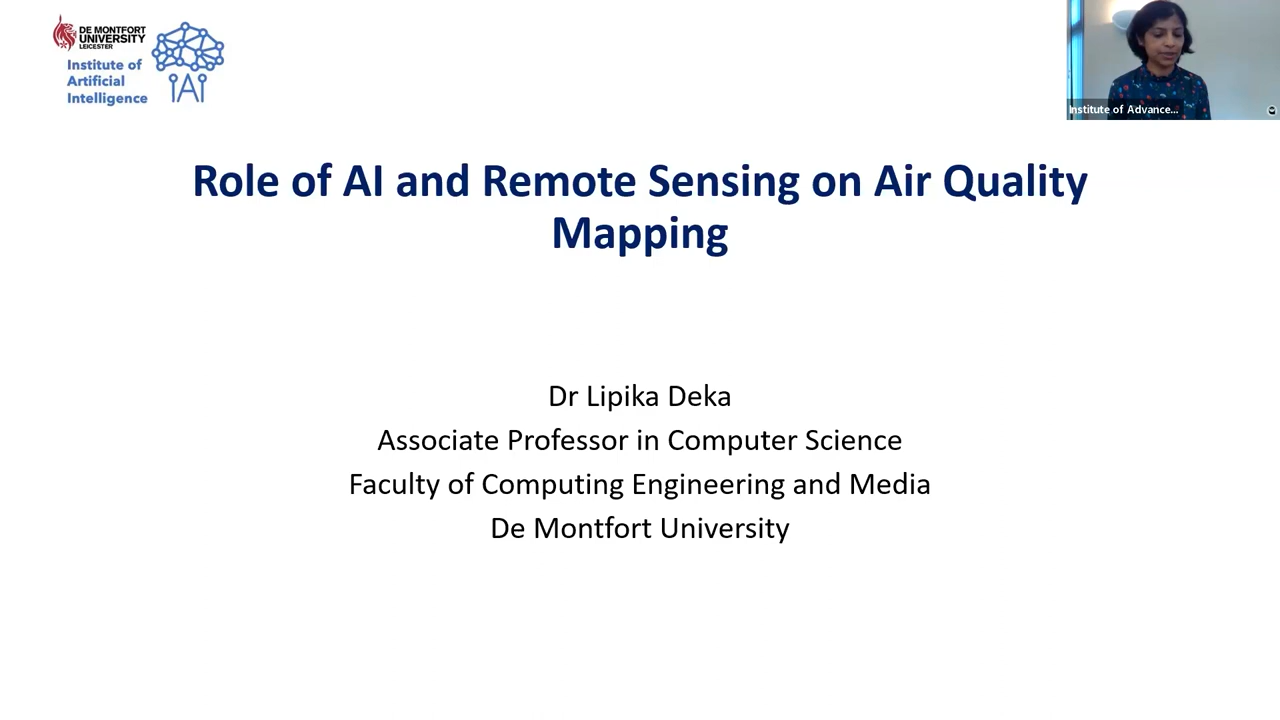 DE MONTFORT
UNIVERSITY
LEICESTER
Institute of
Artificial
Intelligence
IAI
Institute of Advance...
Role of AI and Remote Sensing on Air Quality
Mapping
Dr Lipika Deka
Associate Professor in Computer Science
Faculty of Computing Engineering and Media
De Montfort University